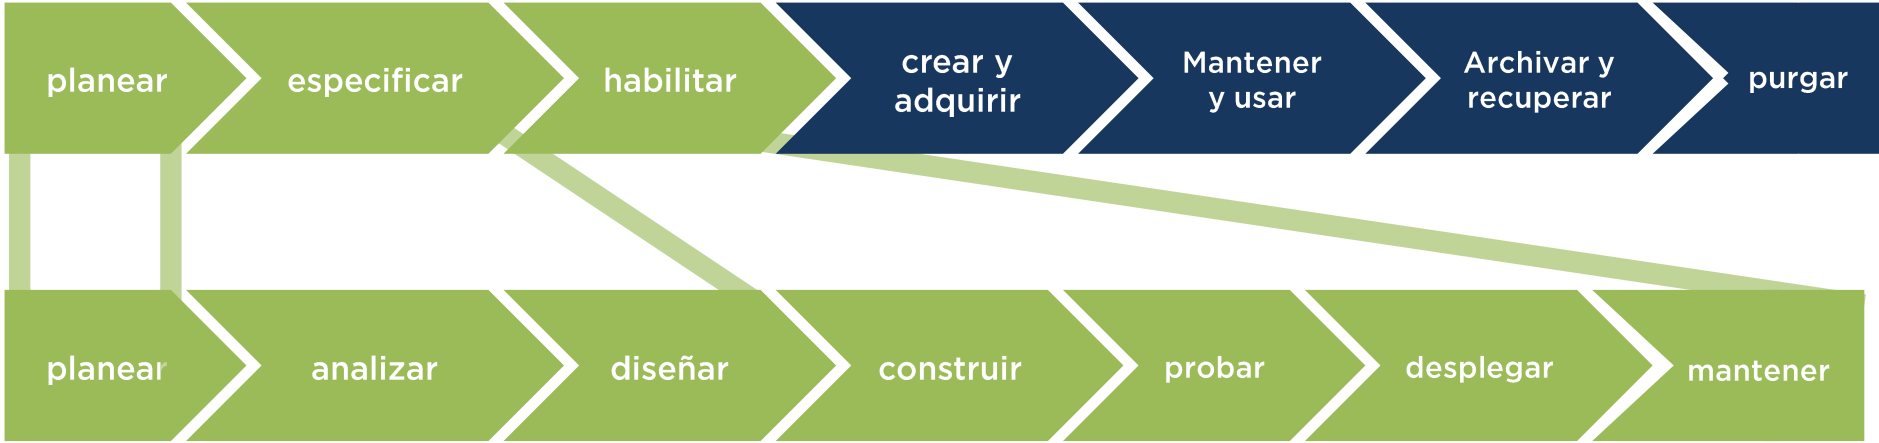 planear
especificar
habilitar
crear y
adquirir
Mantener
y usar
Archivar y
recuperar
purgar
planear
analizar
diseñar
construir
probar
desplegar
mantener